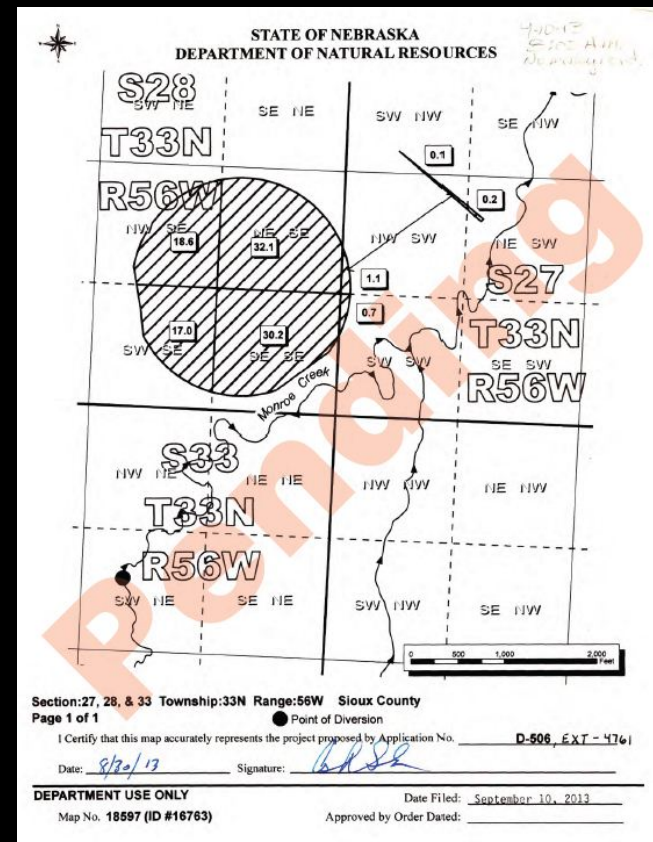 STATE OF NEBRASKA
DEPARTMENT OF NATURAL RESOURCES
S28
T33N
R56W
SW NE
SE NE
SW NW
SE NW
0.1
0.2
NW SE
18.6
NE SE
32.1
NW SW
NE SW
1.1
0.7
S27
T33N
R56W
17.0
30.2
SW SE
SE SE
SW SW
SE SW
Monroe Creek
S33
T33N
R56W
NW NE
NE NE
NW NW
NE NW
SW NE
SE NE
SW NW
SE NW
0 500 1,000 2,000
Feet
Pending
Section:27, 28, & 33 Township:33N Range:56W Sioux County
Page 1 of 1
Point of Diversion
I Certify that this map accurately represents the project proposed by Application No. D-506, EXT - 4761
Date: 8/30/13 Signature:
DEPARTMENT USE ONLY
Date Filed: September 10, 2013
Map No. 18597 (ID #16763)
Approved by Order Dated: